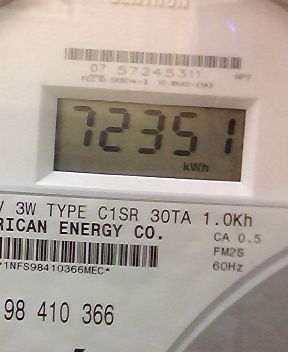 07 57245311
72351
kWh
V 3W TYPE C1SR 30TA 1.0Kh
RICAN ENERGY CO.
CA 0.5
FM2S
60Hz
*1NFS98410366MEC*
98 410 366